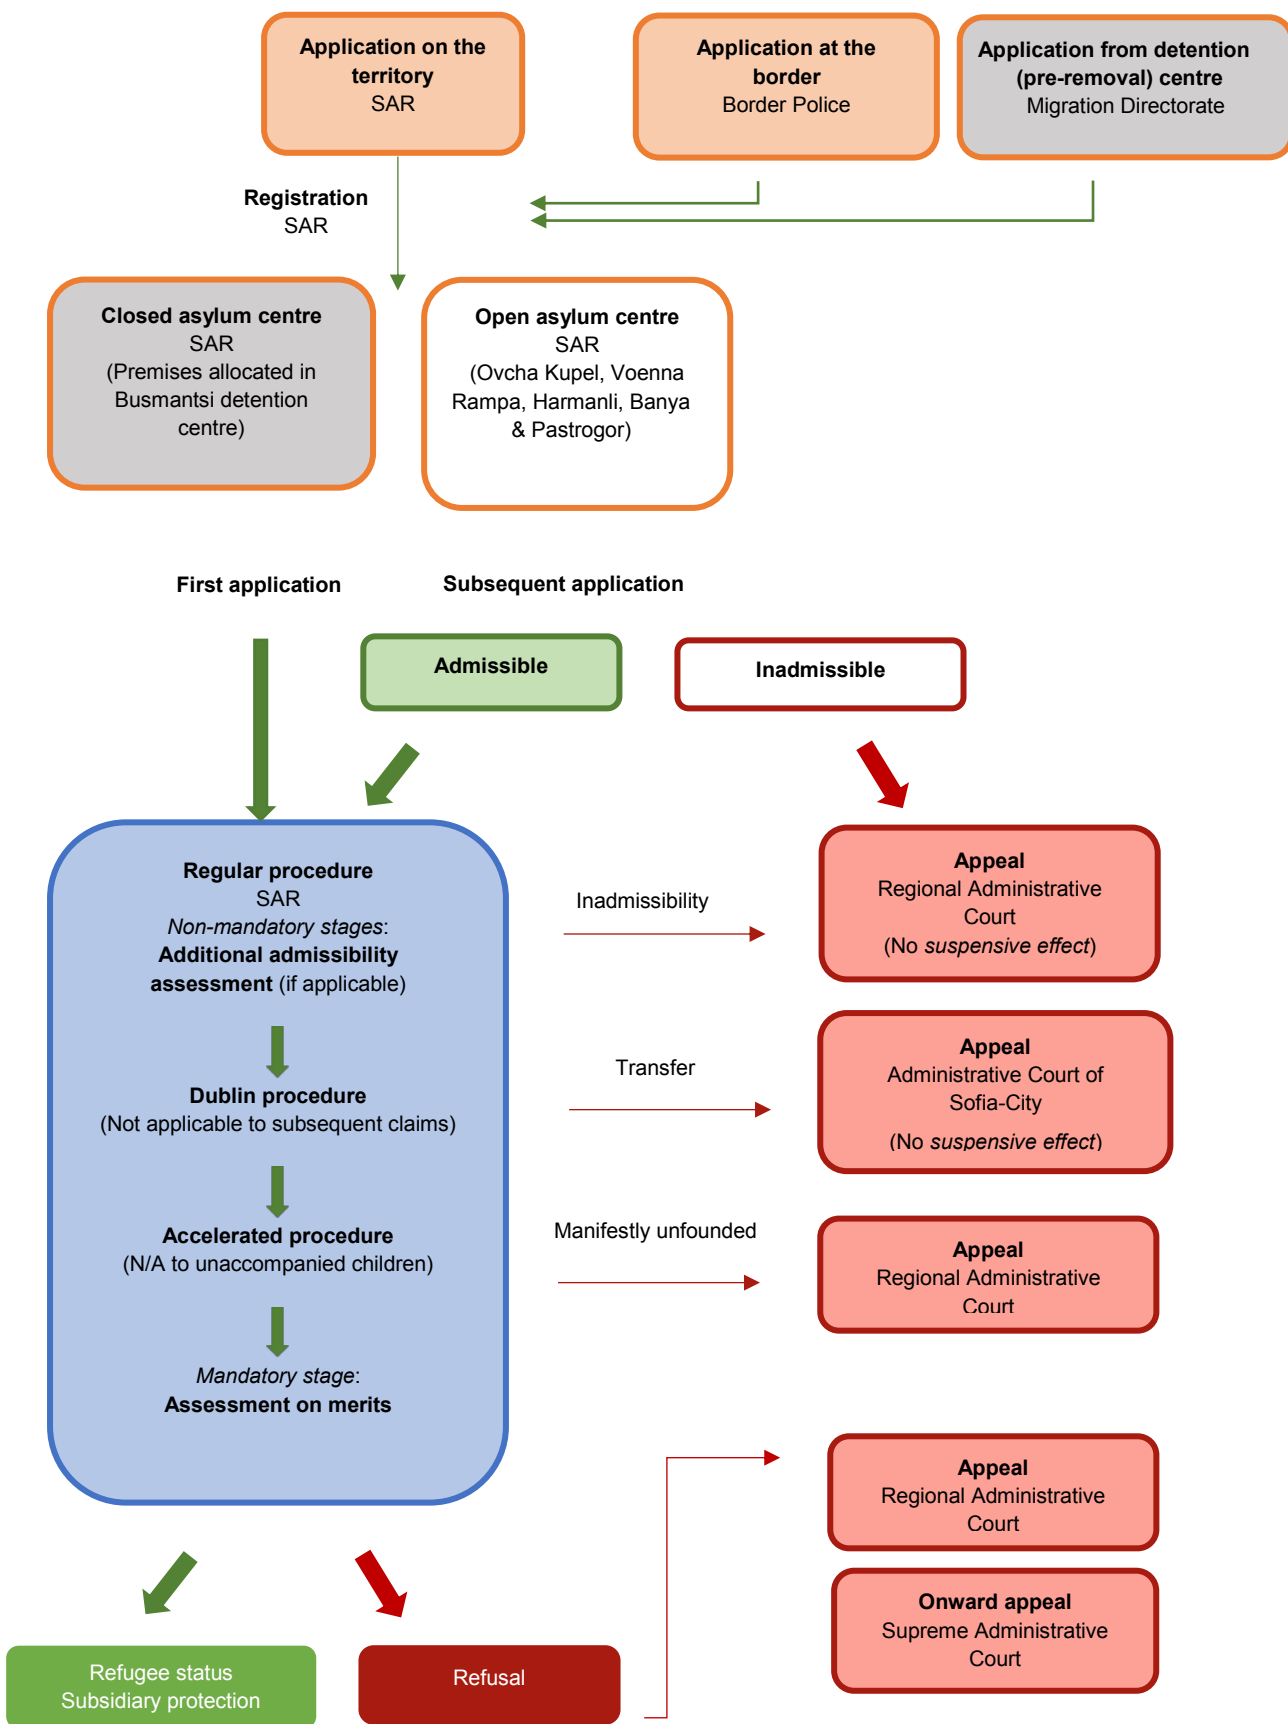 Application on the
territory
SAR
Application at the
border
Border Police
Application from detention
(pre-removal) centre
Migration Directorate
Registration
SAR
Closed asylum centre
SAR
(Premises allocated in
Busmantsi detention
centre)
Open asylum centre
SAR
(Ovcha Kupel, Voenna
Rampa, Harmanli, Banya
& Pastrogor)
First application
Subsequent application
Admissible
Inadmissible
Regular procedure
SAR
Non-mandatory stages:
Additional admissibility
assessment (if applicable)
Dublin procedure
(Not applicable to subsequent claims)
Accelerated procedure
(N/A to unaccompanied children)
Mandatory stage:
Assessment on merits
Inadmissibility
Appeal
Regional Administrative
Court
(No suspensive effect)
Transfer
Appeal
Administrative Court of
Sofia-City
(No suspensive effect)
Manifestly unfounded
Appeal
Regional Administrative
Court
Appeal
Regional Administrative
Court
Onward appeal
Supreme Administrative
Court
Refugee status
Subsidiary protection
Refusal